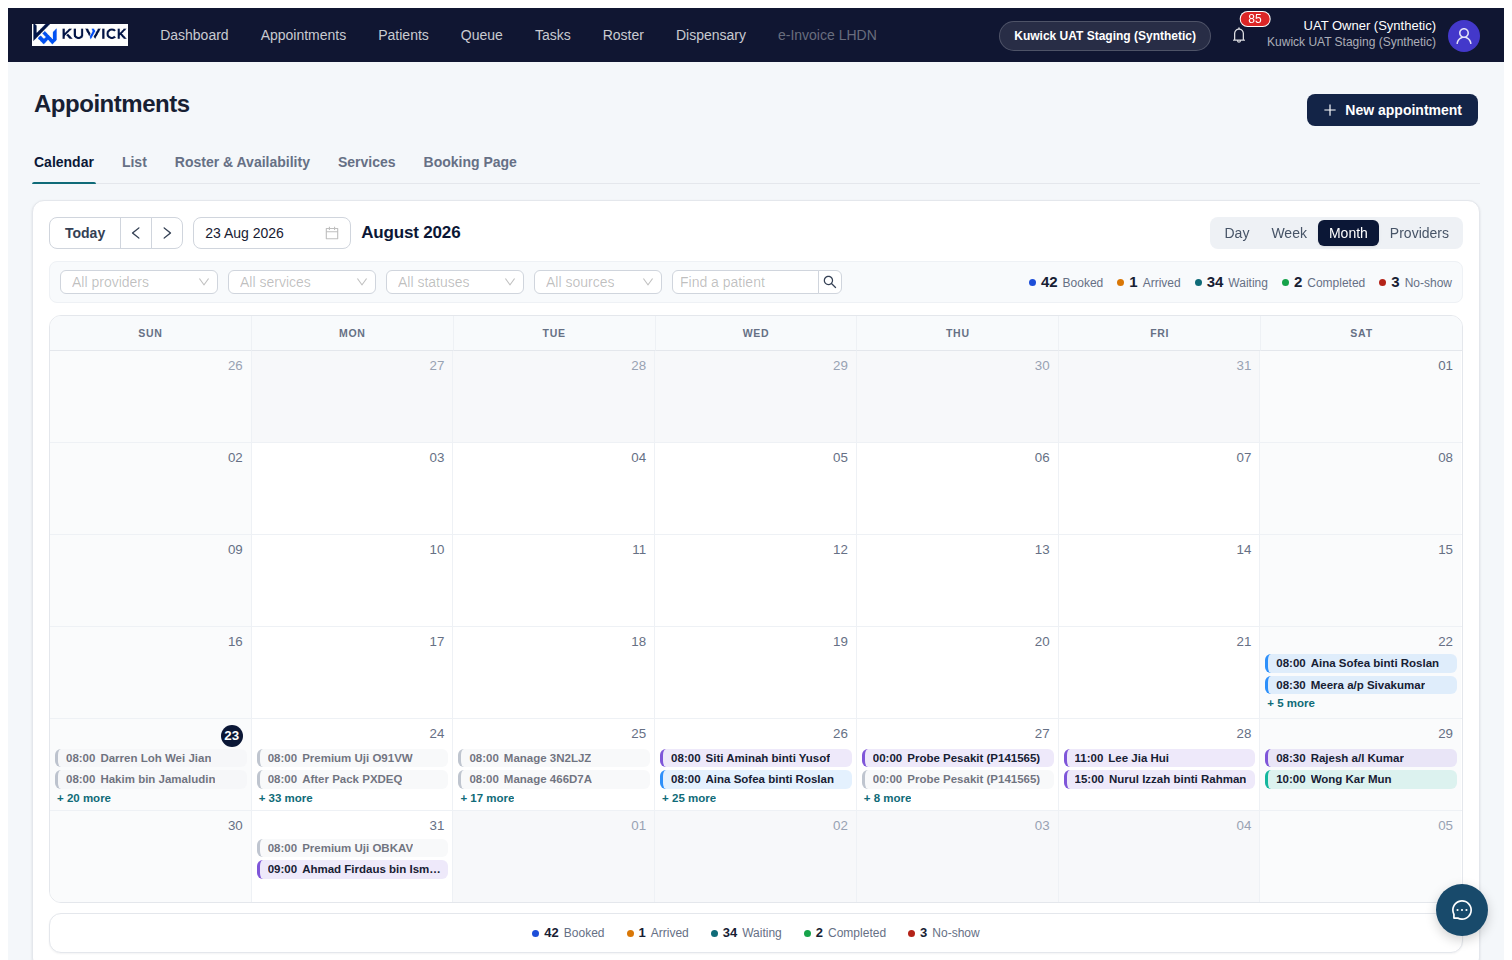 KUVVICK Dashboard Appointments Patients Queue Tasks Roster Dispensary e-Invoice LHDN Kuwick UAT Staging (Synthetic) 85 UAT Owner (Synthetic)
Kuwick UAT Staging (Synthetic)
Appointments
New appointment
Calendar List Roster & Availability Services Booking Page
Today 23 Aug 2026 August 2026 Day Week Month Providers
All providers All services All statuses All sources Find a patient 42 Booked 1 Arrived 34 Waiting 2 Completed 3 No-show
SUN MON TUE WED THU FRI SAT
26 27 28 29 30 31 01
02 03 04 05 06 07 08
09 10 11 12 13 14 15
16 17 18 19 20 21 22
08:00 Aina Sofea binti Roslan
08:30 Meera a/p Sivakumar
+ 5 more
23 24 25 26 27 28 29
08:00 Darren Loh Wei Jian 08:00 Premium Uji O91VW 08:00 Manage 3N2LJZ 08:00 Siti Aminah binti Yusof 00:00 Probe Pesakit (P141565) 11:00 Lee Jia Hui 08:30 Rajesh a/l Kumar
08:00 Hakim bin Jamaludin 08:00 After Pack PXDEQ 08:00 Manage 466D7A 08:00 Aina Sofea binti Roslan 00:00 Probe Pesakit (P141565) 15:00 Nurul Izzah binti Rahman 10:00 Wong Kar Mun
+ 20 more + 33 more + 17 more + 25 more + 8 more
30 31 01 02 03 04 05
08:00 Premium Uji OBKAV
09:00 Ahmad Firdaus bin Ism…
42 Booked 1 Arrived 34 Waiting 2 Completed 3 No-show